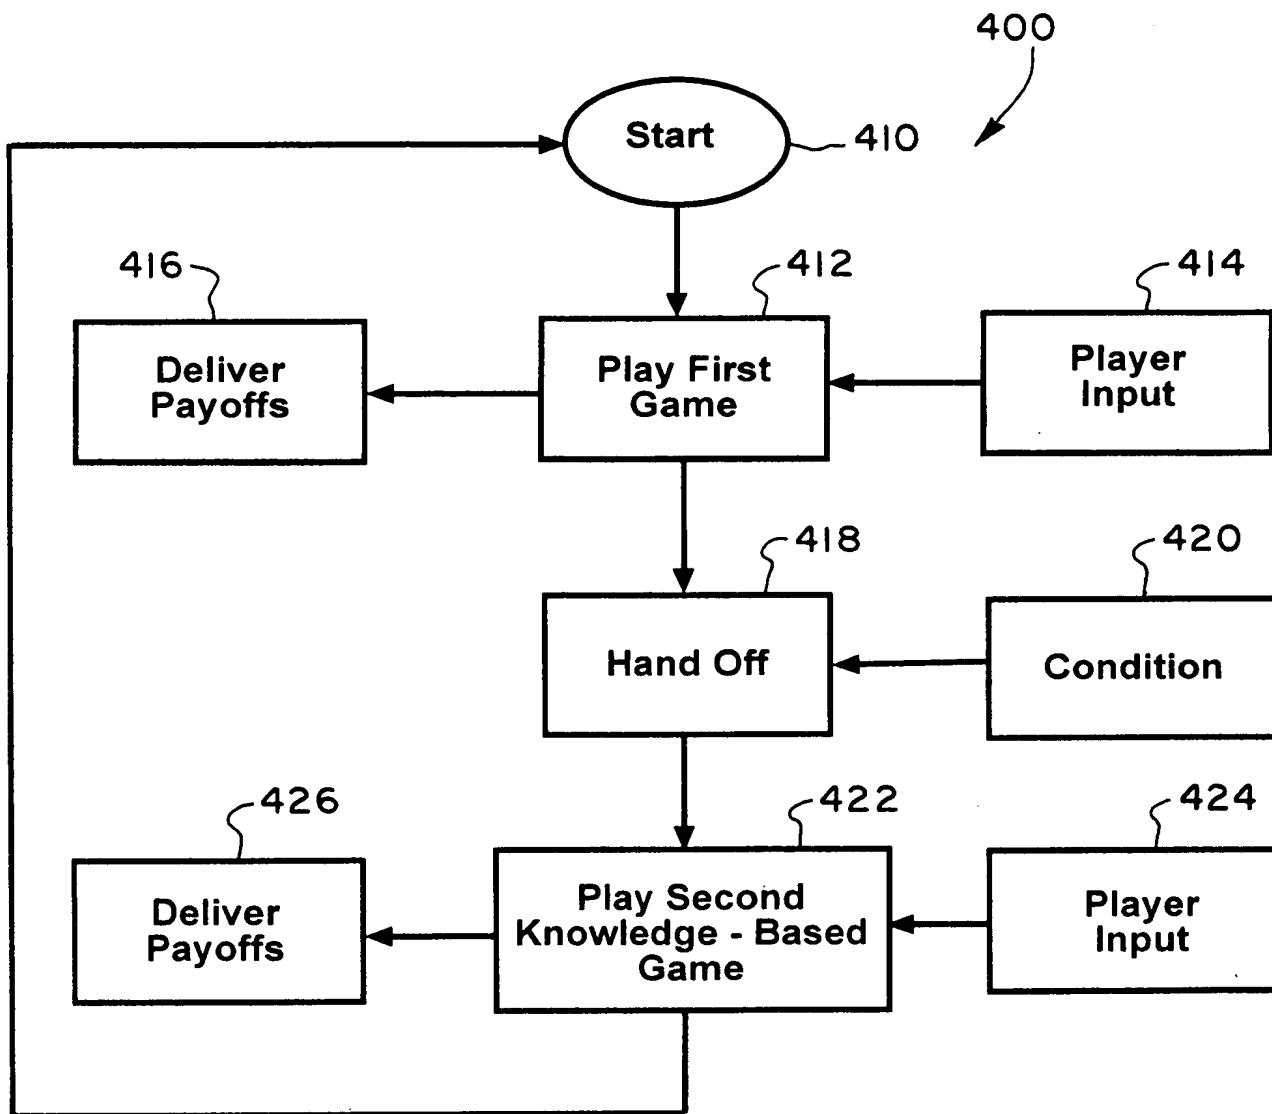 400
Start
410
416
412
414
Deliver
Payoffs
Play First
Game
Player
Input
418
420
Hand Off
Condition
426
422
424
Deliver
Payoffs
Play Second
Knowledge - Based
Game
Player
Input